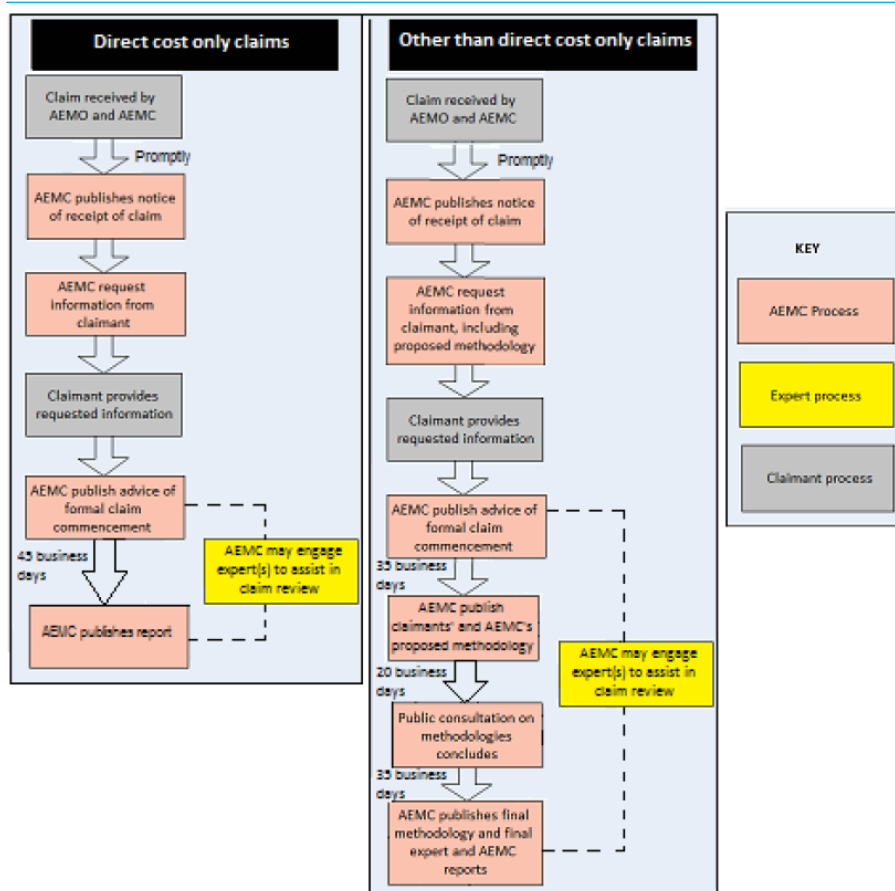 Direct cost only claims
Claim received by
AEMO and AEMC
Promptly
AEMC publishes notice
of receipt of claim
AEMC request
information from
claimant
Claimant provides
requested information
AEMC publish advice of
formal claim
commencement
45 business
days
AEMC may engage
expert(s) to assist in
claim review
AEMC publishes report
Other than direct cost only claims
Claim received by
AEMO and AEMC
Promptly
AEMC publishes notice
of receipt of claim
AEMC request
information from
claimant, including
proposed methodology
Claimant provides
requested information
AEMC publish advice of
formal claim
commencement
35 business
days
AEMC publish
claimants' and AEMC's
proposed methodology
AEMC may engage
expert(s) to assist in
claim review
20 business
days
Public consultation on
methodologies
concludes
35 business
days
AEMC publishes final
methodology and final
expert and AEMC
reports
KEY
AEMC Process
Expert process
Claimant process